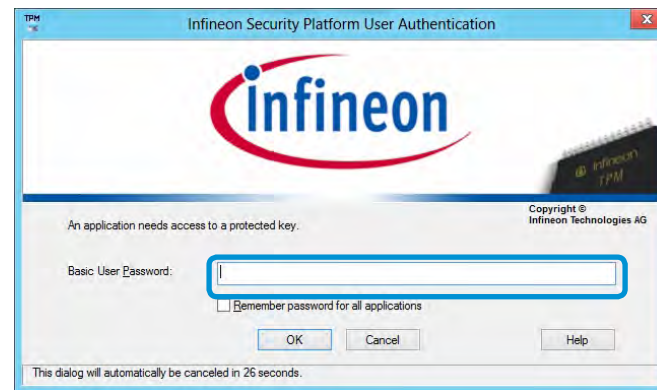 TPM
Infineon Security Platform User Authentication
x
infineon
infineon
TPM
Copyright ©
Infineon Technologies AG
An application needs access to a protected key.
Basic User Password:
Remember password for all applications
OK
Cancel
Help
This dialog will automatically be canceled in 26 seconds.